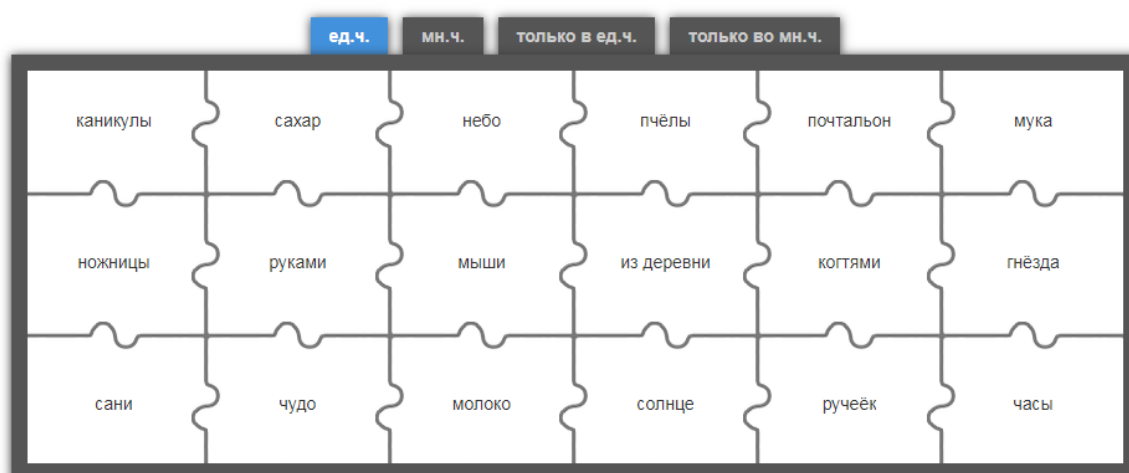 ед.ч. мн.ч. только в ед.ч. только во мн.ч.
каникулы сахар небо пчёлы почтальон мука
ножницы руками мыши из деревни когтями гнёзда
сани чудо молоко солнце ручеёк часы